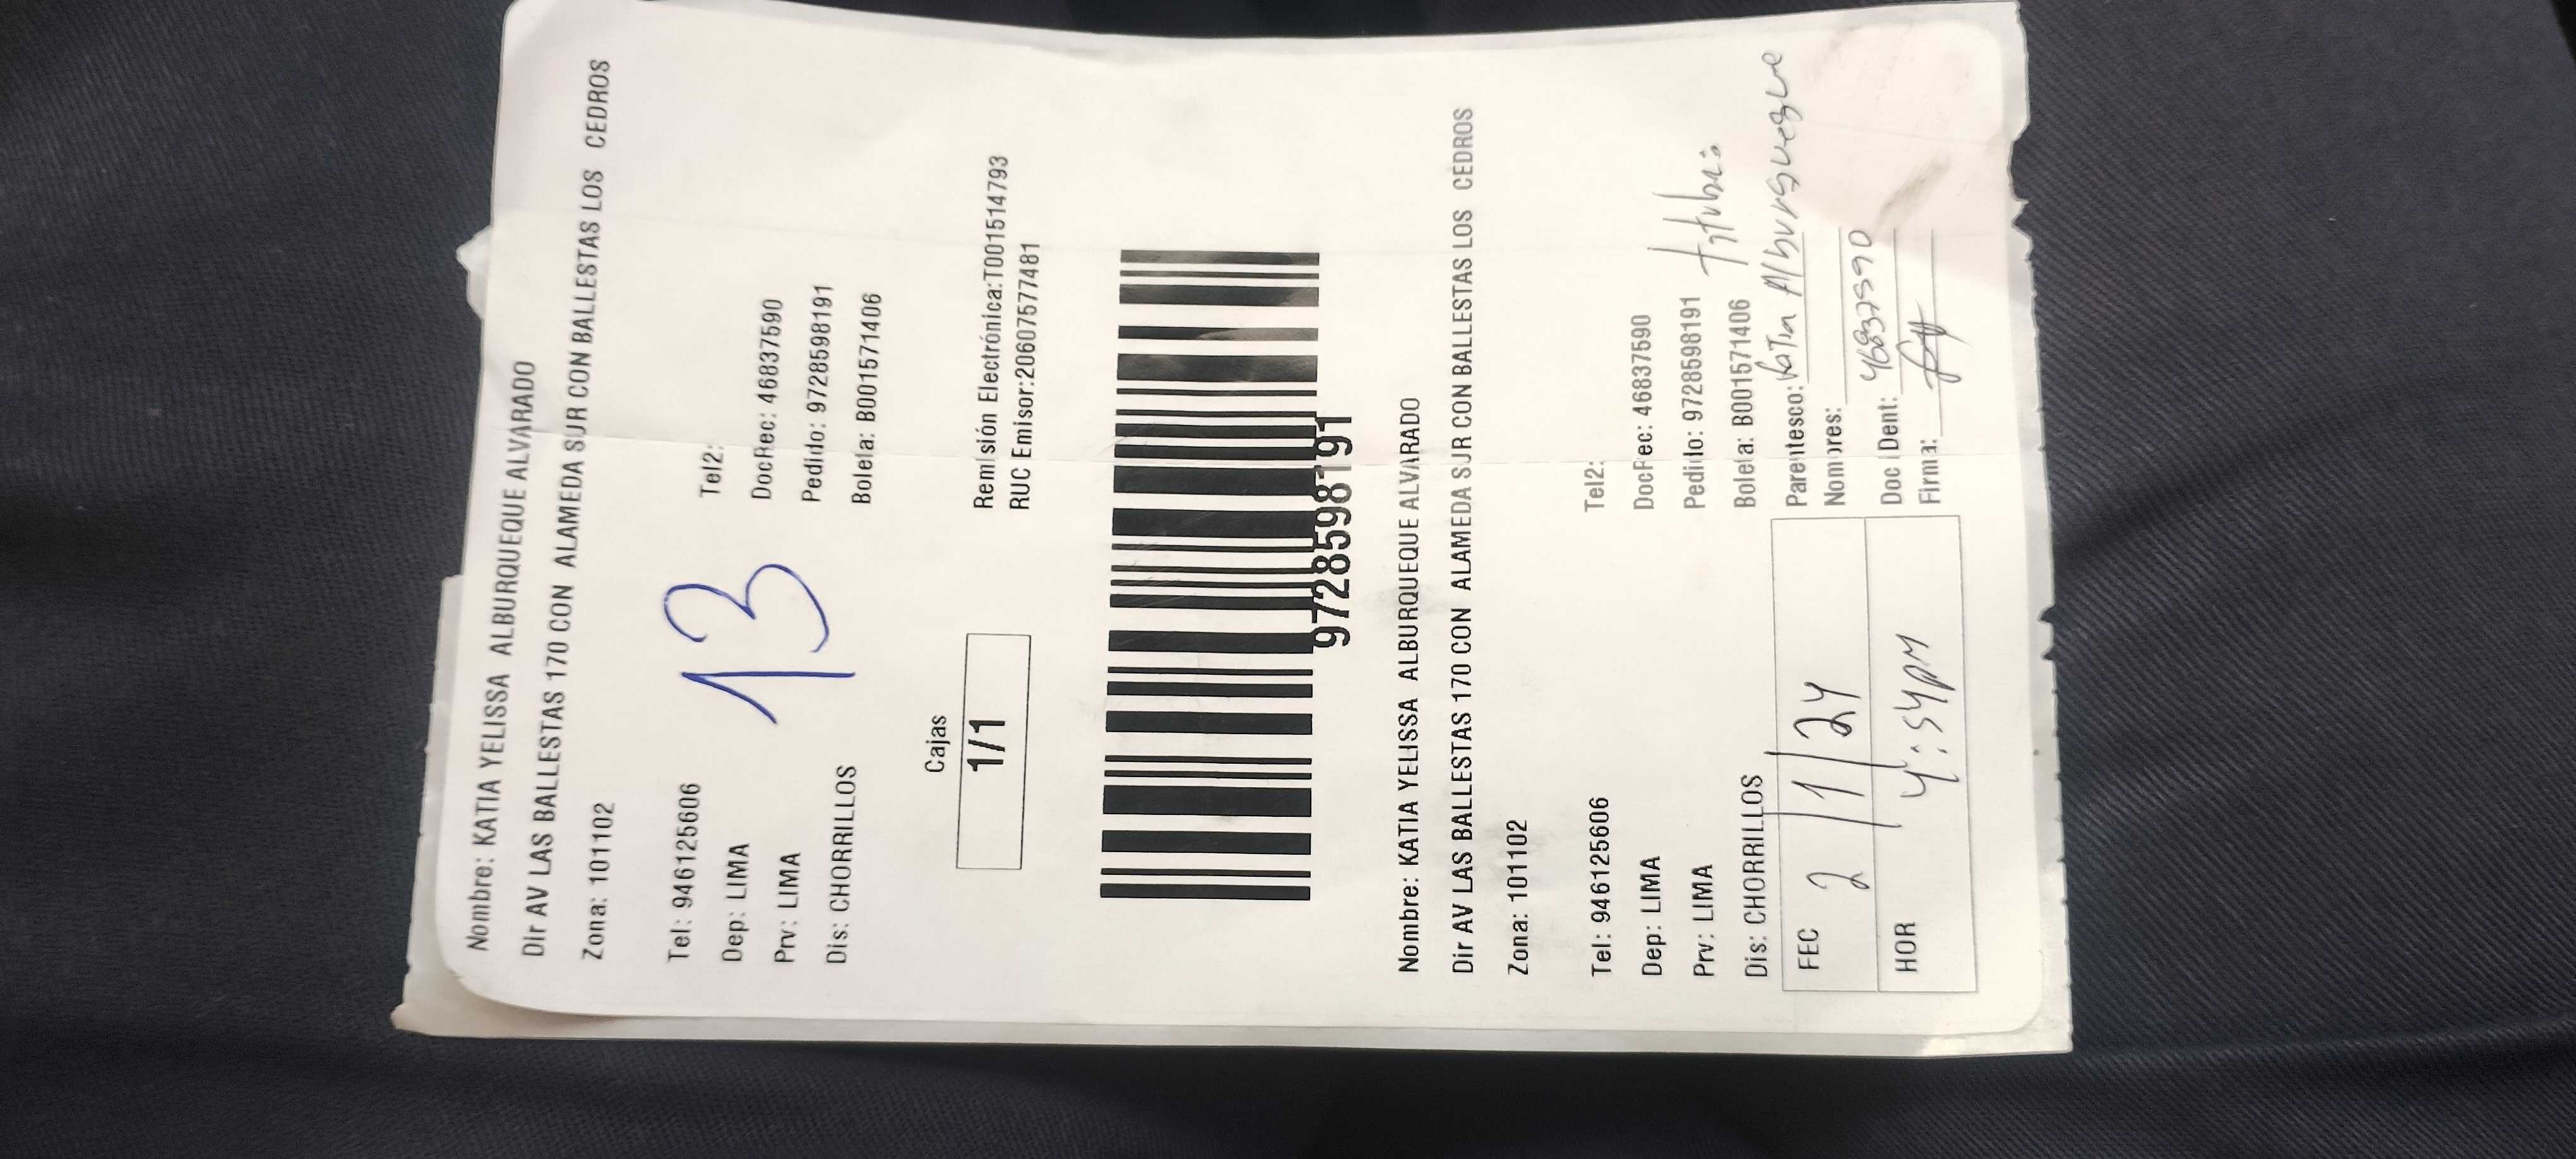 Nombre: KATIA YELISSA ALBURQUEQUE ALVARADO
Dir AV LAS BALLESTAS 170 CON ALAMEDA SUR CON BALLESTAS LOS CEDROS
Zona: 101102
Tel: 946125606 Tel2:
Dep: LIMA DocRec: 46837590
Prv: LIMA Pedido: 9728598191
Dis: CHORRILLOS Boleta: B001571406
13
Cajas
1/1
Remisión Electrónica:T001514793
RUC Emisor:20607577481
9728598191
Nombre: KATIA YELISSA ALBURQUEQUE ALVARADO
Dir AV LAS BALLESTAS 170 CON ALAMEDA SUR CON BALLESTAS LOS CEDROS
Zona: 101102
Tel: 946125606 Tel2:
Dep: LIMA DocRec: 46837590
Prv: LIMA Pedido: 9728598191
Dis: CHORRILLOS Boleta: B001571406
FEC 2/1/24 Parentesco: Katia Alburqueque
Nombres:
HOR 4:54pm Doc Ident: 46837590
Firma: